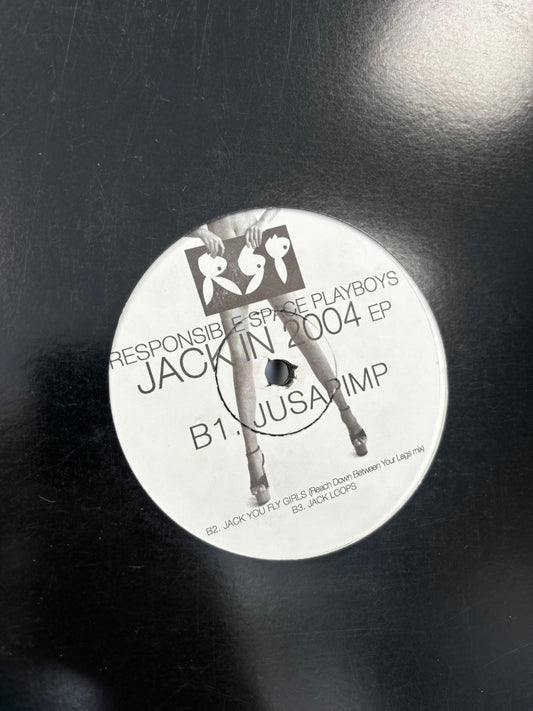 RSP
RESPONSIBLE SPACE PLAYBOYS
JACK IN 2004 EP
B1. JUSAPIMP
B2. JACK YOU FLY GIRLS (Reach Down Between Your Legs mix)
B3. JACK LOOPS